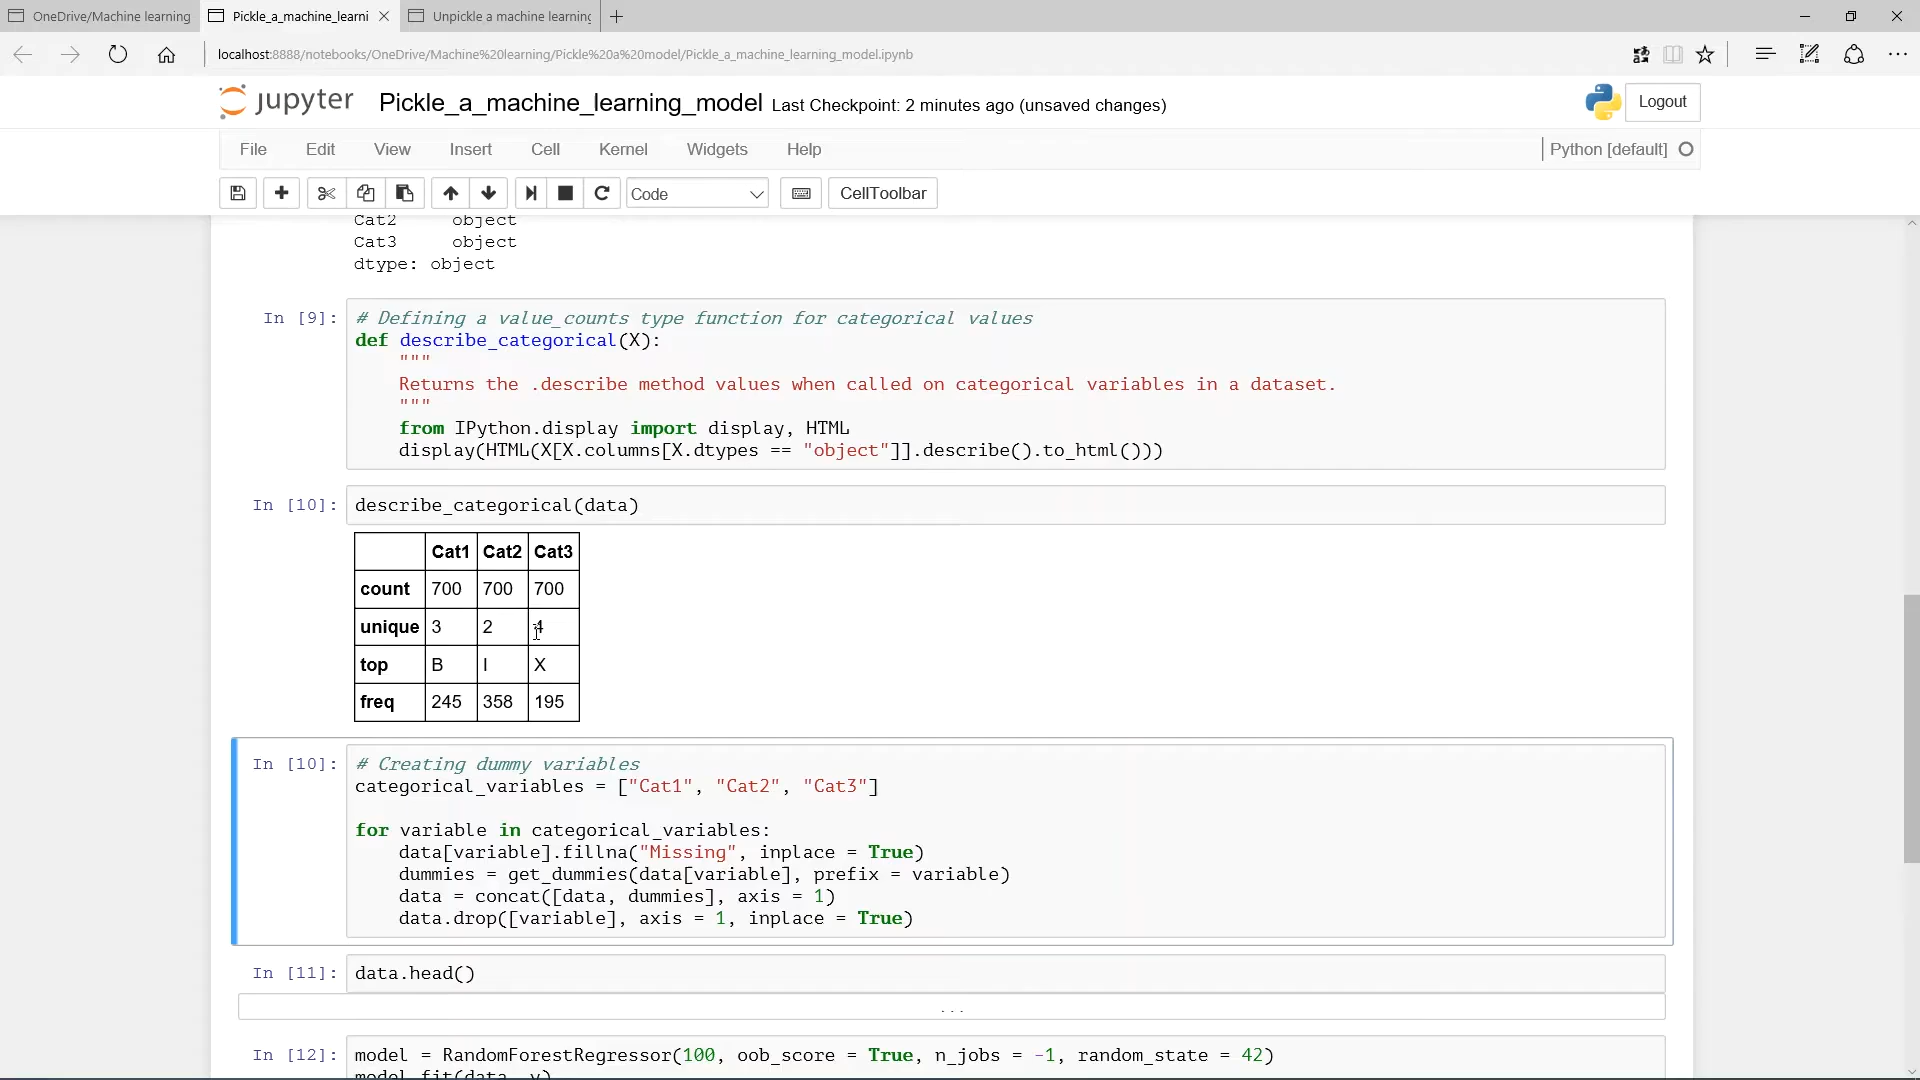 OneDrive/Machine learning
Pickle_a_machine_learni
Unpickle a machine learning
localhost:8888/notebooks/OneDrive/Machine%20learning/Pickle%20a%20model/Pickle_a_machine_learning_model.ipynb
jupyter Pickle_a_machine_learning_model Last Checkpoint: 2 minutes ago (unsaved changes)
Logout
File Edit View Insert Cell Kernel Widgets Help Python [default]
Code CellToolbar
Cat2 object
Cat3 object
dtype: object
In [9]: # Defining a value_counts type function for categorical values
def describe_categorical(X):
"""
Returns the .describe method values when called on categorical variables in a dataset.
"""
from IPython.display import display, HTML
display(HTML(X[X.columns[X.dtypes == "object"]].describe().to_html()))
In [10]: describe_categorical(data)
Cat1 Cat2 Cat3
count 700 700 700
unique 3 2 4
top B I X
freq 245 358 195
In [10]: # Creating dummy variables
categorical_variables = ["Cat1", "Cat2", "Cat3"]
for variable in categorical_variables:
data[variable].fillna("Missing", inplace = True)
dummies = get_dummies(data[variable], prefix = variable)
data = concat([data, dummies], axis = 1)
data.drop([variable], axis = 1, inplace = True)
In [11]: data.head()
...
In [12]: model = RandomForestRegressor(100, oob_score = True, n_jobs = -1, random_state = 42)
model.fit(data, y)